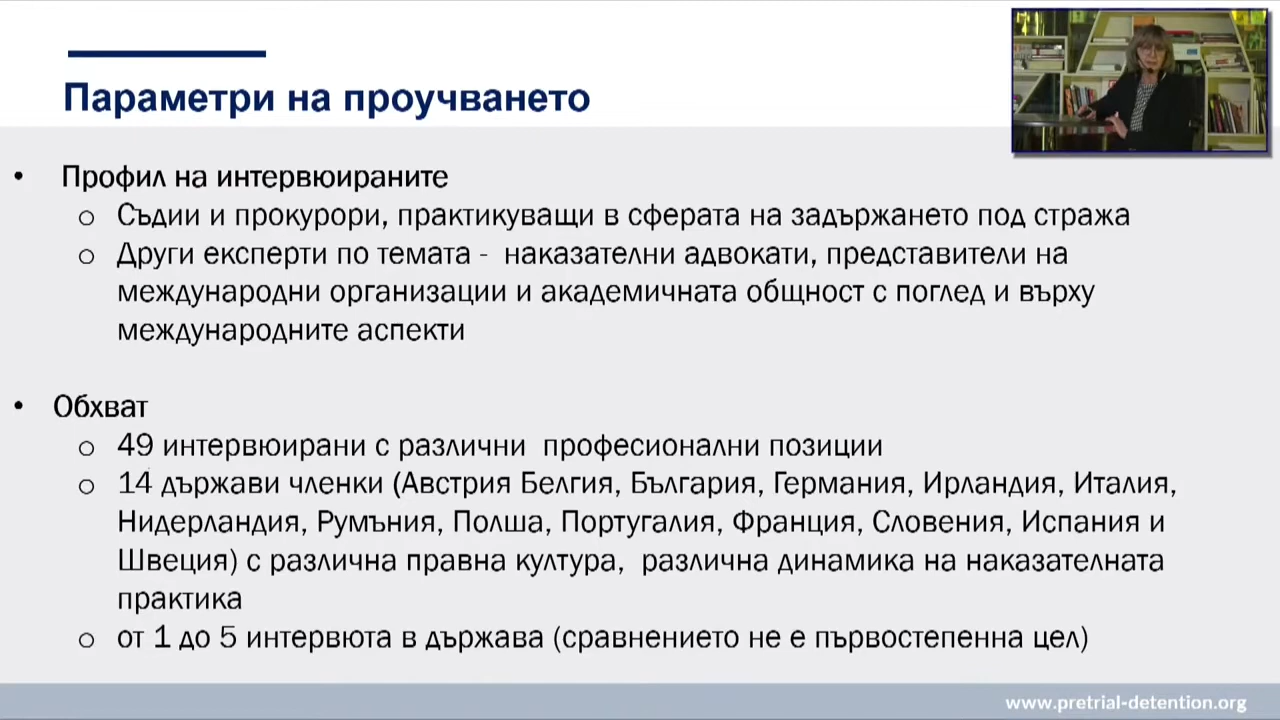 Параметри на проучването
• Профил на интервюираните
o Съдии и прокурори, практикуващи в сферата на задържането под стража
o Други експерти по темата - наказателни адвокати, представители на
международни организации и академичната общност с поглед и върху
международните аспекти
• Обхват
o 49 интервюирани с различни професионални позиции
o 14 държави членки (Австрия Белгия, България, Германия, Ирландия, Италия,
Нидерландия, Румъния, Полша, Португалия, Франция, Словения, Испания и
Швеция) с различна правна култура, различна динамика на наказателната
практика
o от 1 до 5 интервюта в държава (сравнението не е първостепенна цел)
www.pretrial-detention.org